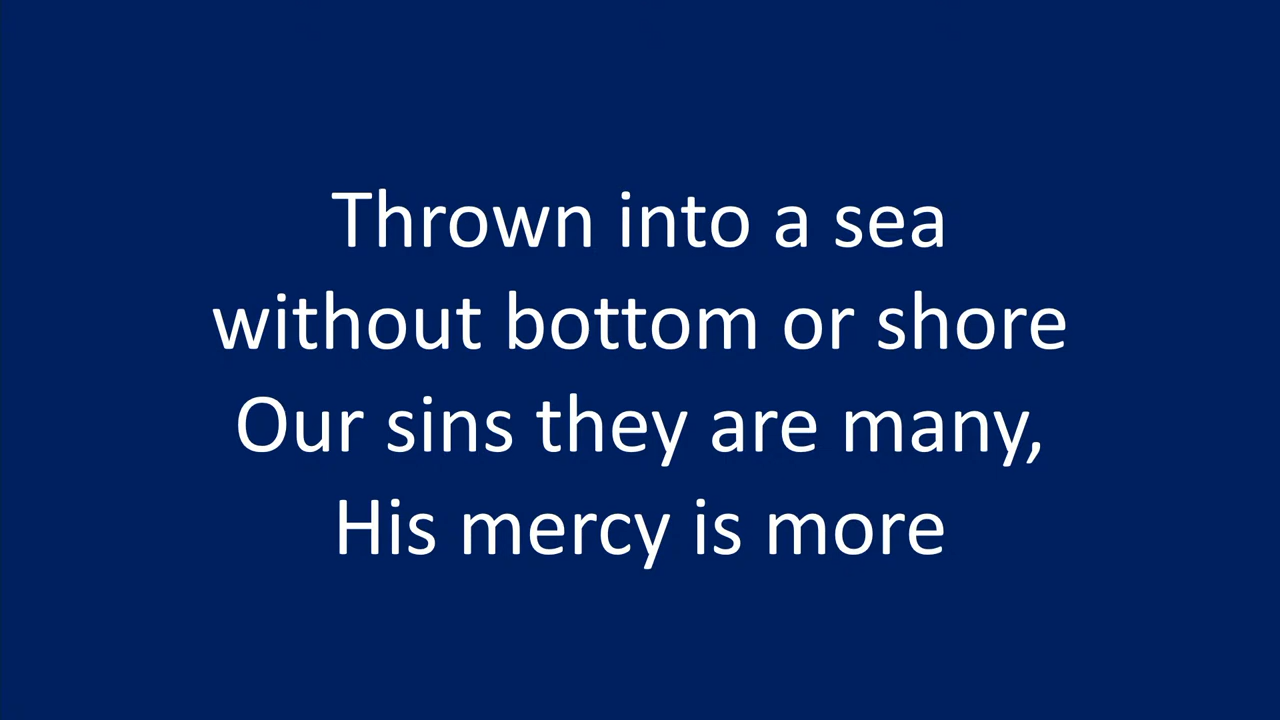 Thrown into a sea
without bottom or shore
Our sins they are many,
His mercy is more